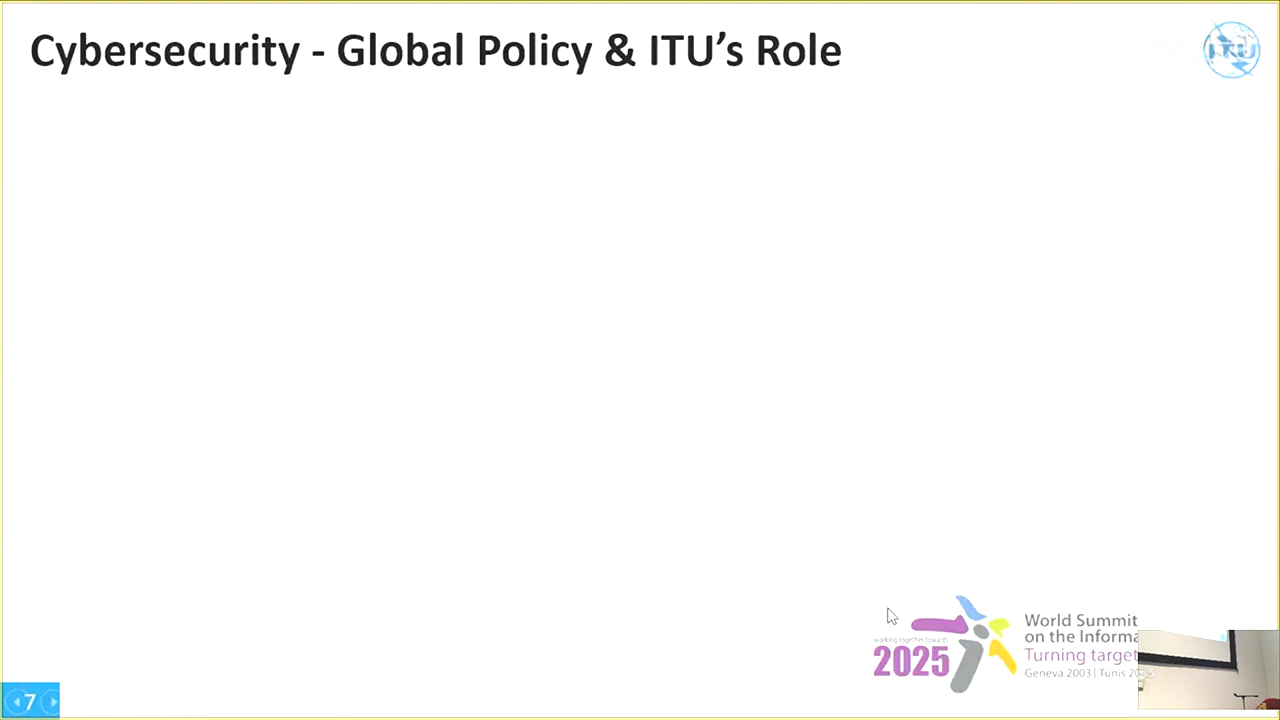 Cybersecurity - Global Policy & ITU's Role
ITU
World Summit
on the Informa
working together towards
2025
Turning target
Geneva 2003 | Tunis 20
7